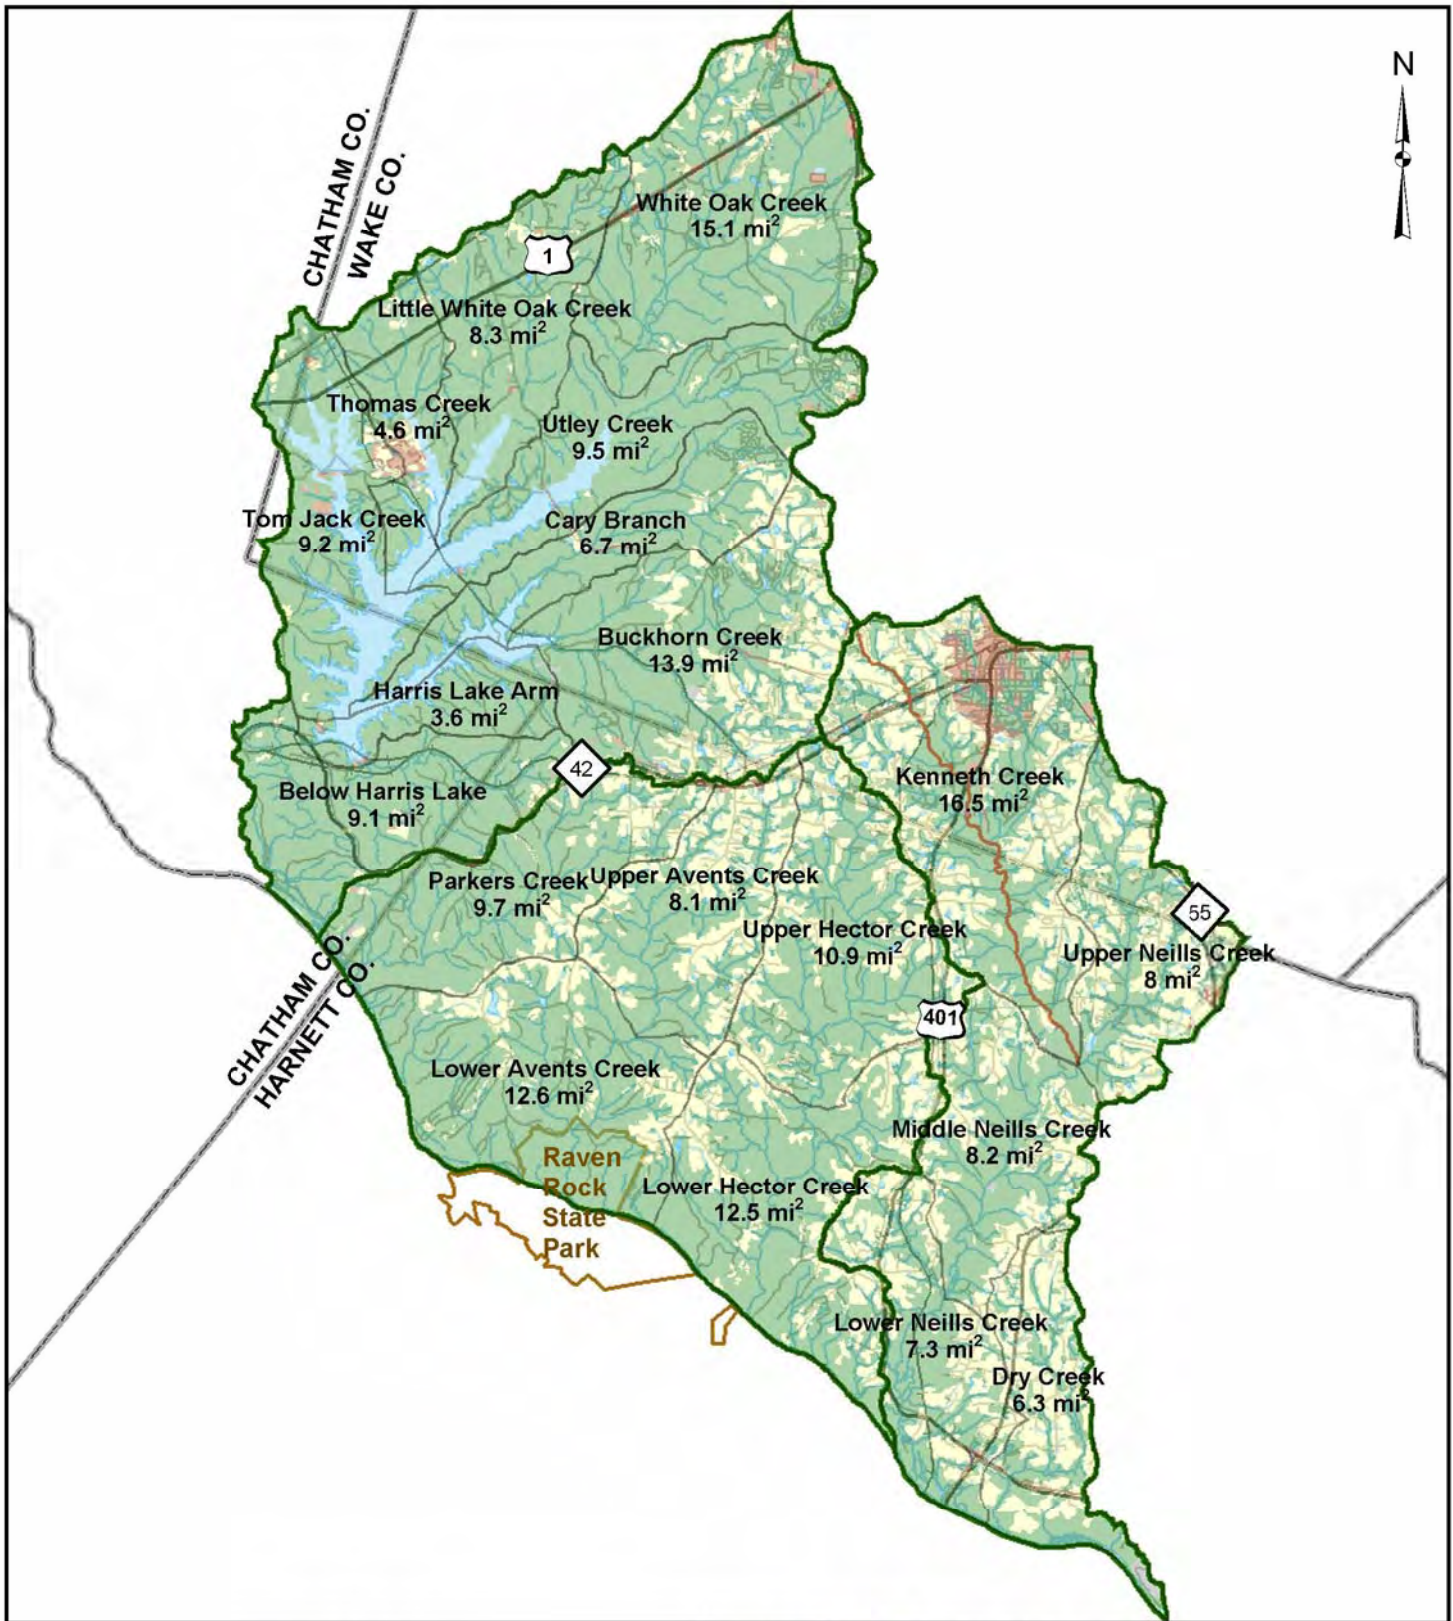 N
CHATHAM CO.
WAKE CO.
White Oak Creek
15.1 mi²
1
Little White Oak Creek
8.3 mi²
Thomas Creek
4.6 mi²
Utley Creek
9.5 mi²
Tom Jack Creek
9.2 mi²
Cary Branch
6.7 mi²
Buckhorn Creek
13.9 mi²
Harris Lake Arm
3.6 mi²
42
Below Harris Lake
9.1 mi²
Kenneth Creek
16.5 mi²
Parkers Creek
9.7 mi²
Upper Avents Creek
8.1 mi²
55
Upper Hector Creek
10.9 mi²
Upper Neills Creek
8 mi²
CHATHAM CO.
HARNETT CO.
401
Lower Avents Creek
12.6 mi²
Middle Neills Creek
8.2 mi²
Raven
Rock
State
Park
Lower Hector Creek
12.5 mi²
Lower Neills Creek
7.3 mi²
Dry Creek
6.3 mi²